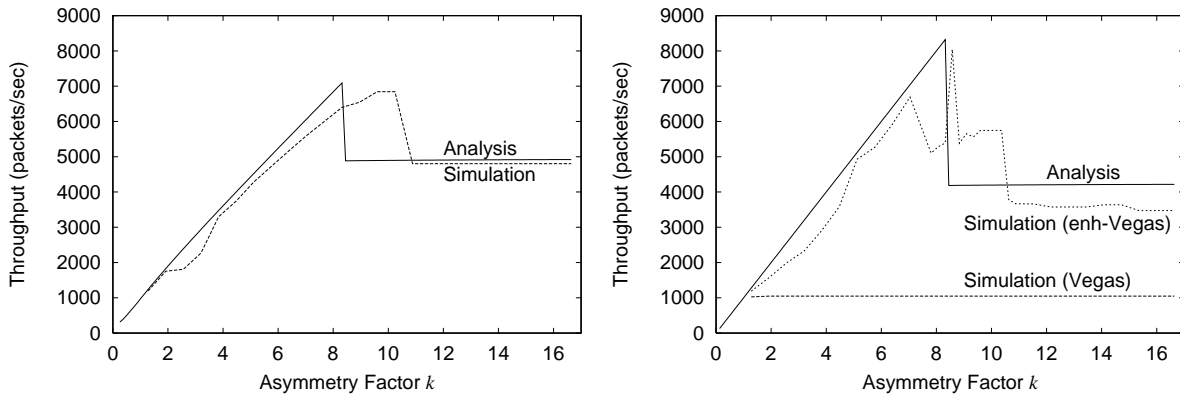 Throughput (packets/sec)
9000
8000
7000
6000
5000
4000
3000
2000
1000
0
0 2 4 6 8 10 12 14 16
Asymmetry Factor k
Analysis
Simulation
Throughput (packets/sec)
9000
8000
7000
6000
5000
4000
3000
2000
1000
0
0 2 4 6 8 10 12 14 16
Asymmetry Factor k
Analysis
Simulation (enh-Vegas)
Simulation (Vegas)